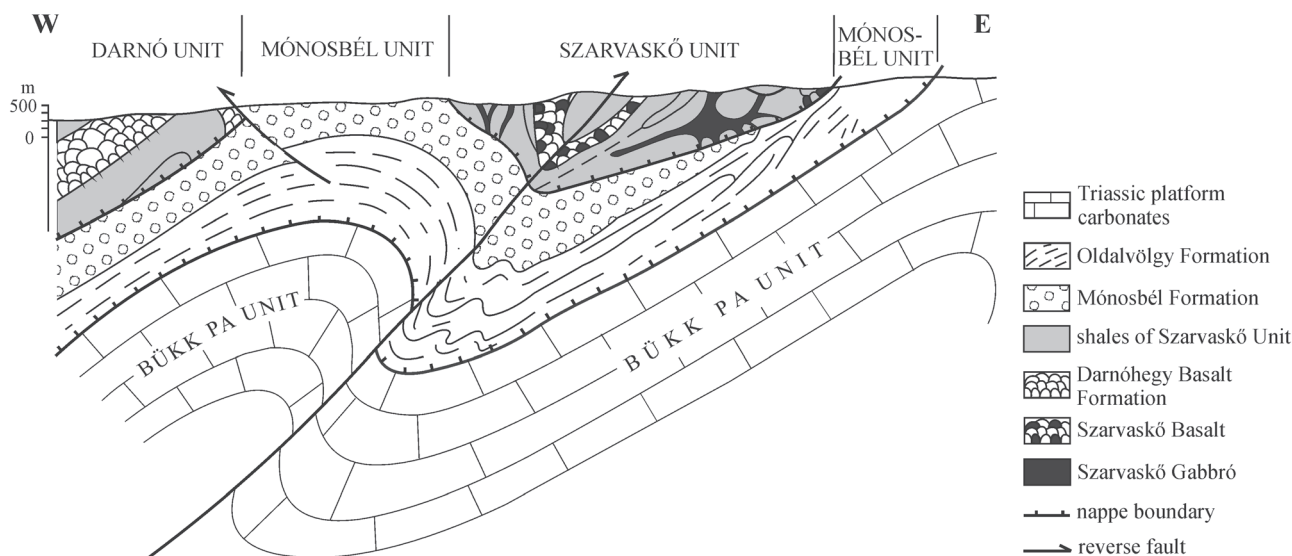 W
E
DARNÓ UNIT
MÓNOSBÉL UNIT
SZARVASKŐ UNIT
MÓNOS-
BÉL UNIT
m
500
0
BÜKK PA UNIT
BÜKK PA UNIT
Triassic platform
carbonates
Oldalvölgy Formation
Mónosbél Formation
shales of Szarvaskő Unit
Darnóhegy Basalt
Formation
Szarvaskő Basalt
Szarvaskő Gabbró
nappe boundary
reverse fault